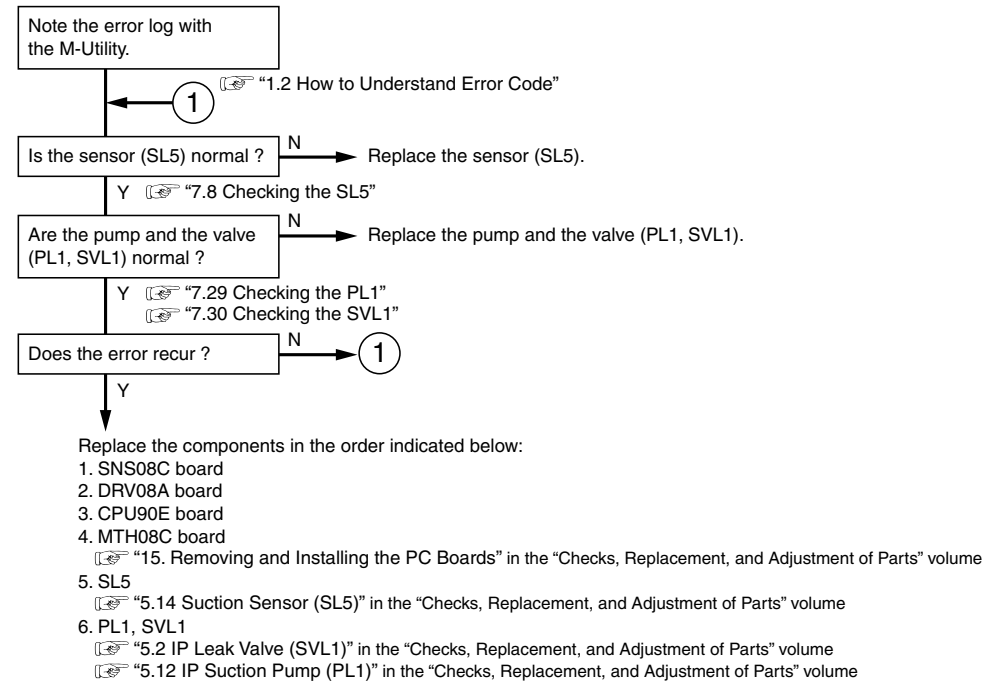 Note the error log with
the M-Utility.
"1.2 How to Understand Error Code"
1
Is the sensor (SL5) normal ?
N
Replace the sensor (SL5).
Y
"7.8 Checking the SL5"
Are the pump and the valve
(PL1, SVL1) normal ?
N
Replace the pump and the valve (PL1, SVL1).
Y
"7.29 Checking the PL1"
"7.30 Checking the SVL1"
Does the error recur ?
N
1
Y
Replace the components in the order indicated below:
1. SNS08C board
2. DRV08A board
3. CPU90E board
4. MTH08C board
"15. Removing and Installing the PC Boards" in the "Checks, Replacement, and Adjustment of Parts" volume
5. SL5
"5.14 Suction Sensor (SL5)" in the "Checks, Replacement, and Adjustment of Parts" volume
6. PL1, SVL1
"5.2 IP Leak Valve (SVL1)" in the "Checks, Replacement, and Adjustment of Parts" volume
"5.12 IP Suction Pump (PL1)" in the "Checks, Replacement, and Adjustment of Parts" volume